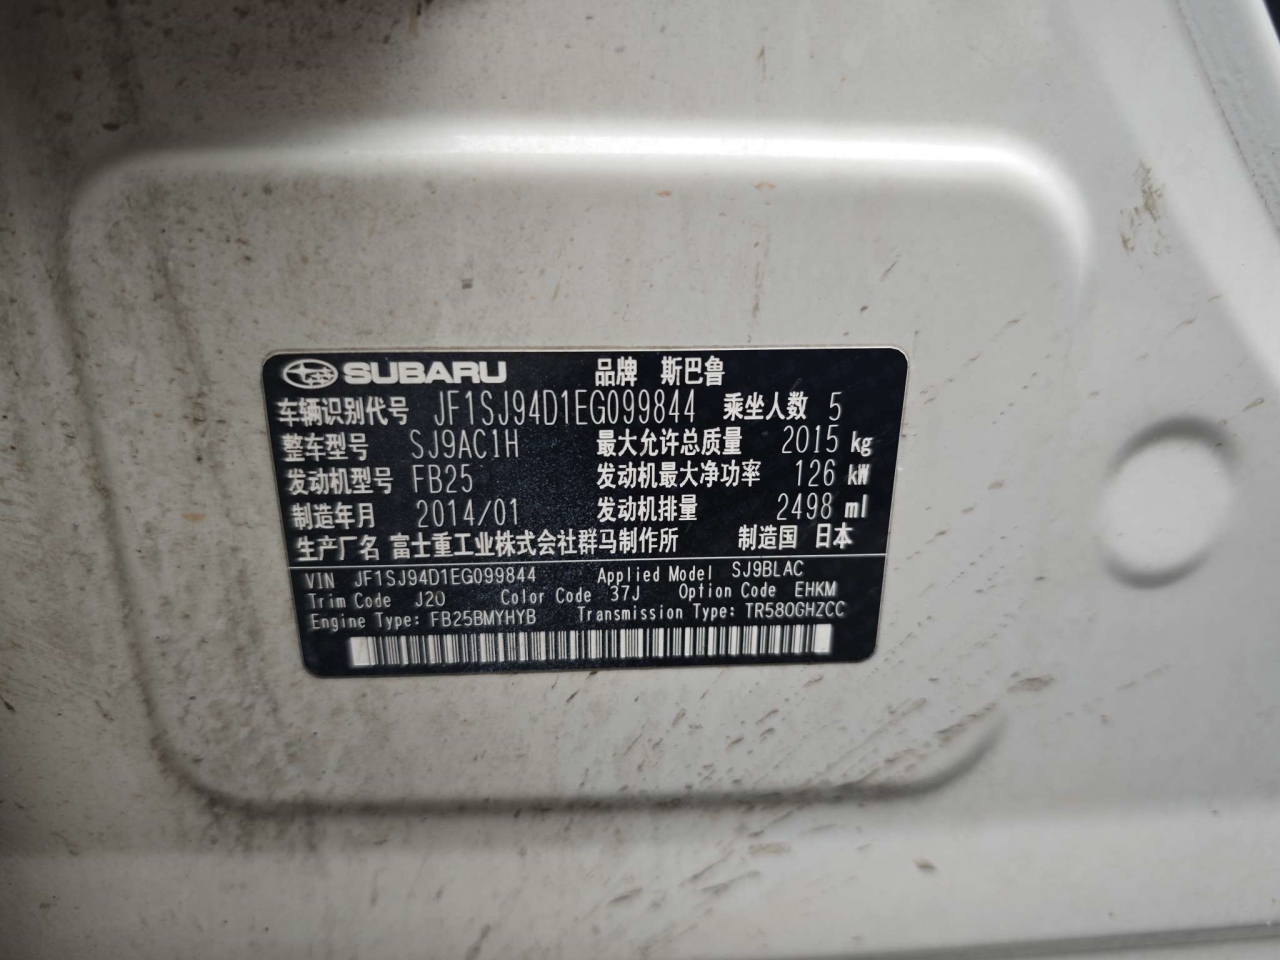 SUBARU 品牌 斯巴鲁
车辆识别代号 JF1SJ94D1EG099844 乘坐人数 5
整车型号 SJ9AC1H 最大允许总质量 2015 kg
发动机型号 FB25 发动机最大净功率 126 kW
制造年月 2014/01 发动机排量 2498 ml
生产厂名 富士重工业株式会社群马制作所 制造国 日本
VIN JF1SJ94D1EG099844 Applied Model SJ9BLAC
Trim Code J20 Color Code 37J Option Code EHKM
Engine Type: FB25BMYHYB Transmission Type: TR580GHZCC